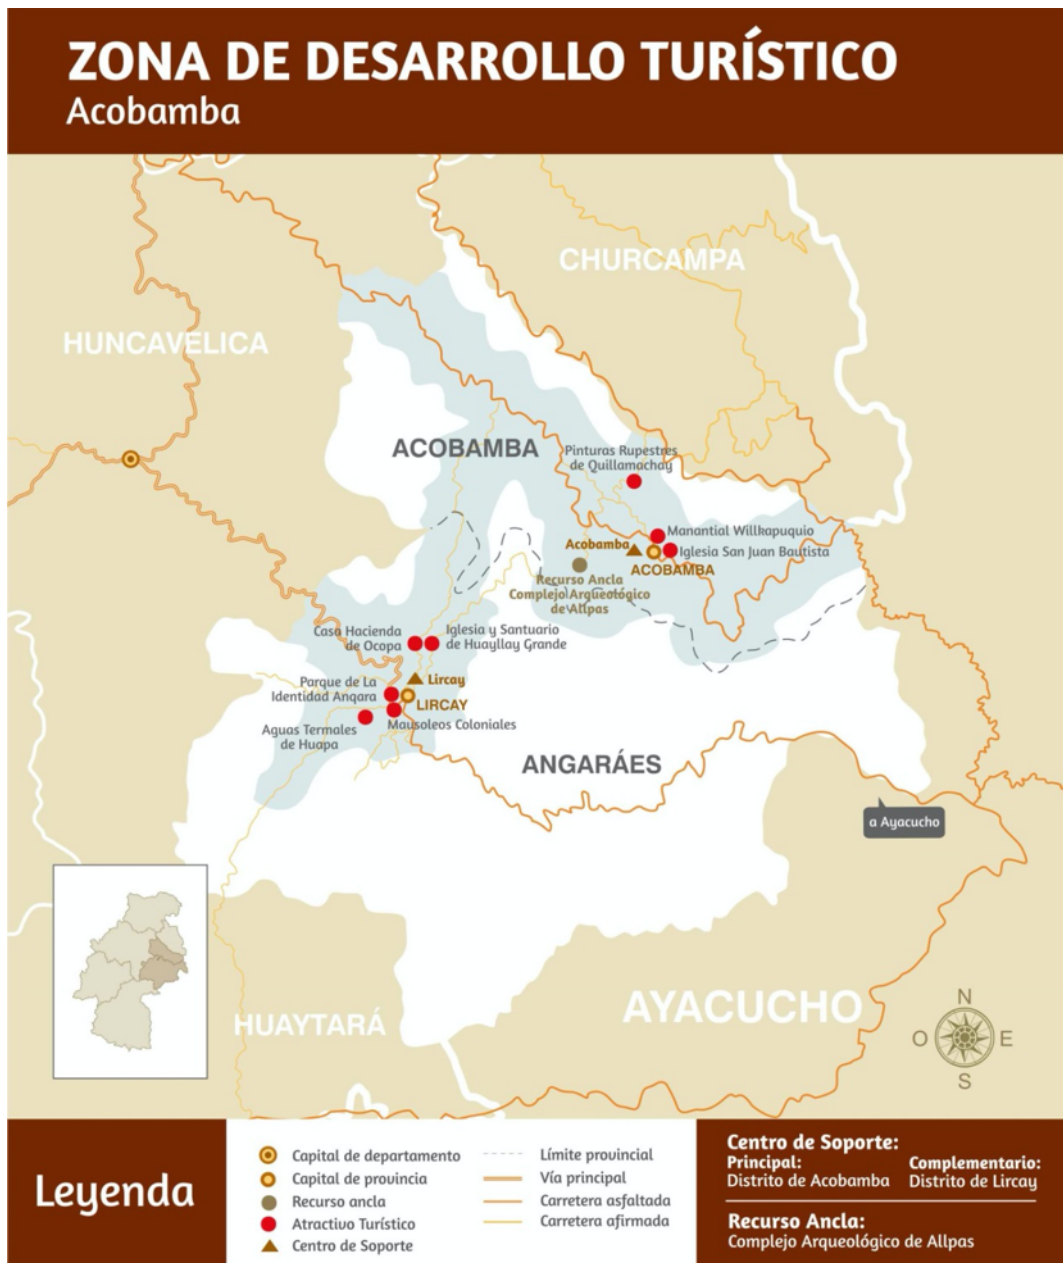 ZONA DE DESARROLLO TURÍSTICO
Acobamba
CHURCAMPA
HUNCAVELICA
ACOBAMBA
Pinturas Rupestres
de Quillamachay
Manantial Willkapuquio
Acobamba
Iglesia San Juan Bautista
ACOBAMBA
Recurso Ancla
Complejo Arqueológico
de Allpas
Casa Hacienda
de Ocopa
Iglesia y Santuario
de Huayllay Grande
Parque de La
Identidad Anqara
Lircay
LIRCAY
Mausoleos Coloniales
Aguas Termales
de Huapa
ANGARÁES
a Ayacucho
AYACUCHO
HUAYTARÁ
N
O
E
S
Leyenda
Capital de departamento
Capital de provincia
Recurso ancla
Atractivo Turístico
Centro de Soporte
Límite provincial
Vía principal
Carretera asfaltada
Carretera afirmada
Centro de Soporte:
Principal:
Distrito de Acobamba
Complementario:
Distrito de Lircay
Recurso Ancla:
Complejo Arqueológico de Allpas